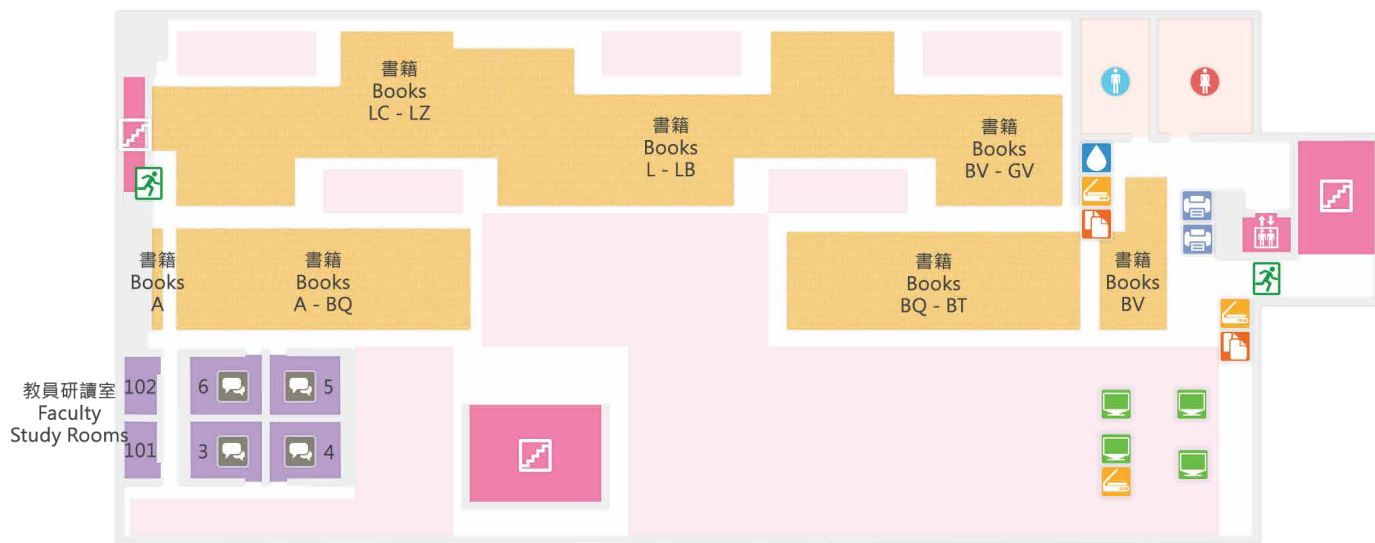 書籍
Books
LC - LZ
書籍
Books
L - LB
書籍
Books
BV - GV
書籍
Books
A
書籍
Books
A - BQ
書籍
Books
BQ - BT
書籍
Books
BV
教員研讀室
Faculty
Study Rooms
102
101
6
5
3
4